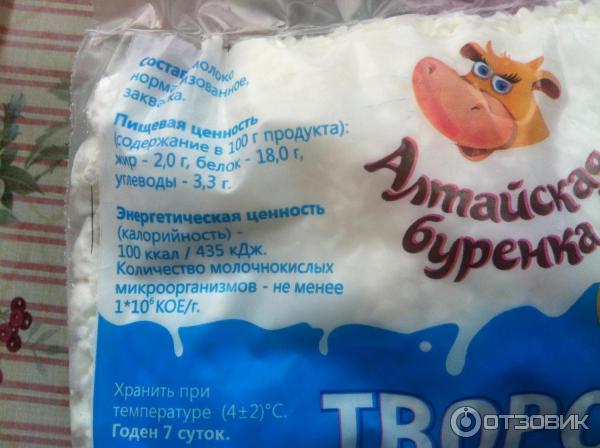 состав: молоко
нормализованное,
закваска.
Пищевая ценность
(содержание в 100 г продукта):
жир - 2,0 г, белок - 18,0 г,
углеводы - 3,3 г.
Энергетическая ценность
(калорийность) -
100 ккал / 435 кДж.
Количество молочнокислых
микроорганизмов - не менее
1*10⁶КОЕ/г.
Алтайская
буренка
Хранить при
температуре (4±2)°С.
Годен 7 суток.
ТВОРО
ОТЗОВИК